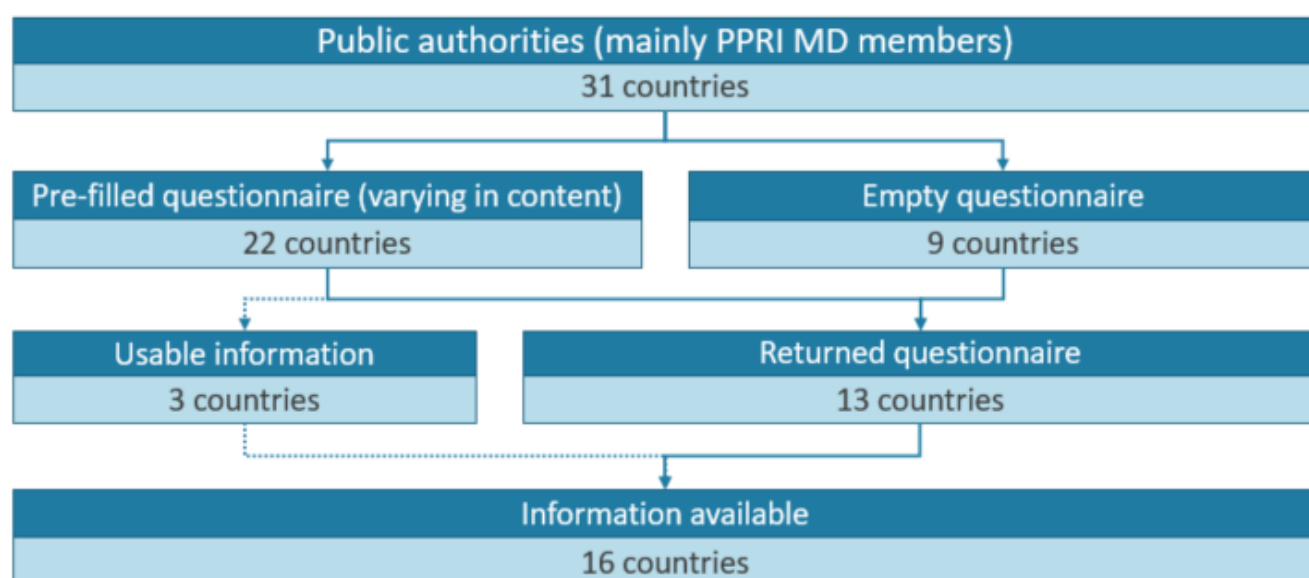 Public authorities (mainly PPRI MD members)
31 countries
Pre-filled questionnaire (varying in content)
22 countries
Empty questionnaire
9 countries
Usable information
3 countries
Returned questionnaire
13 countries
Information available
16 countries